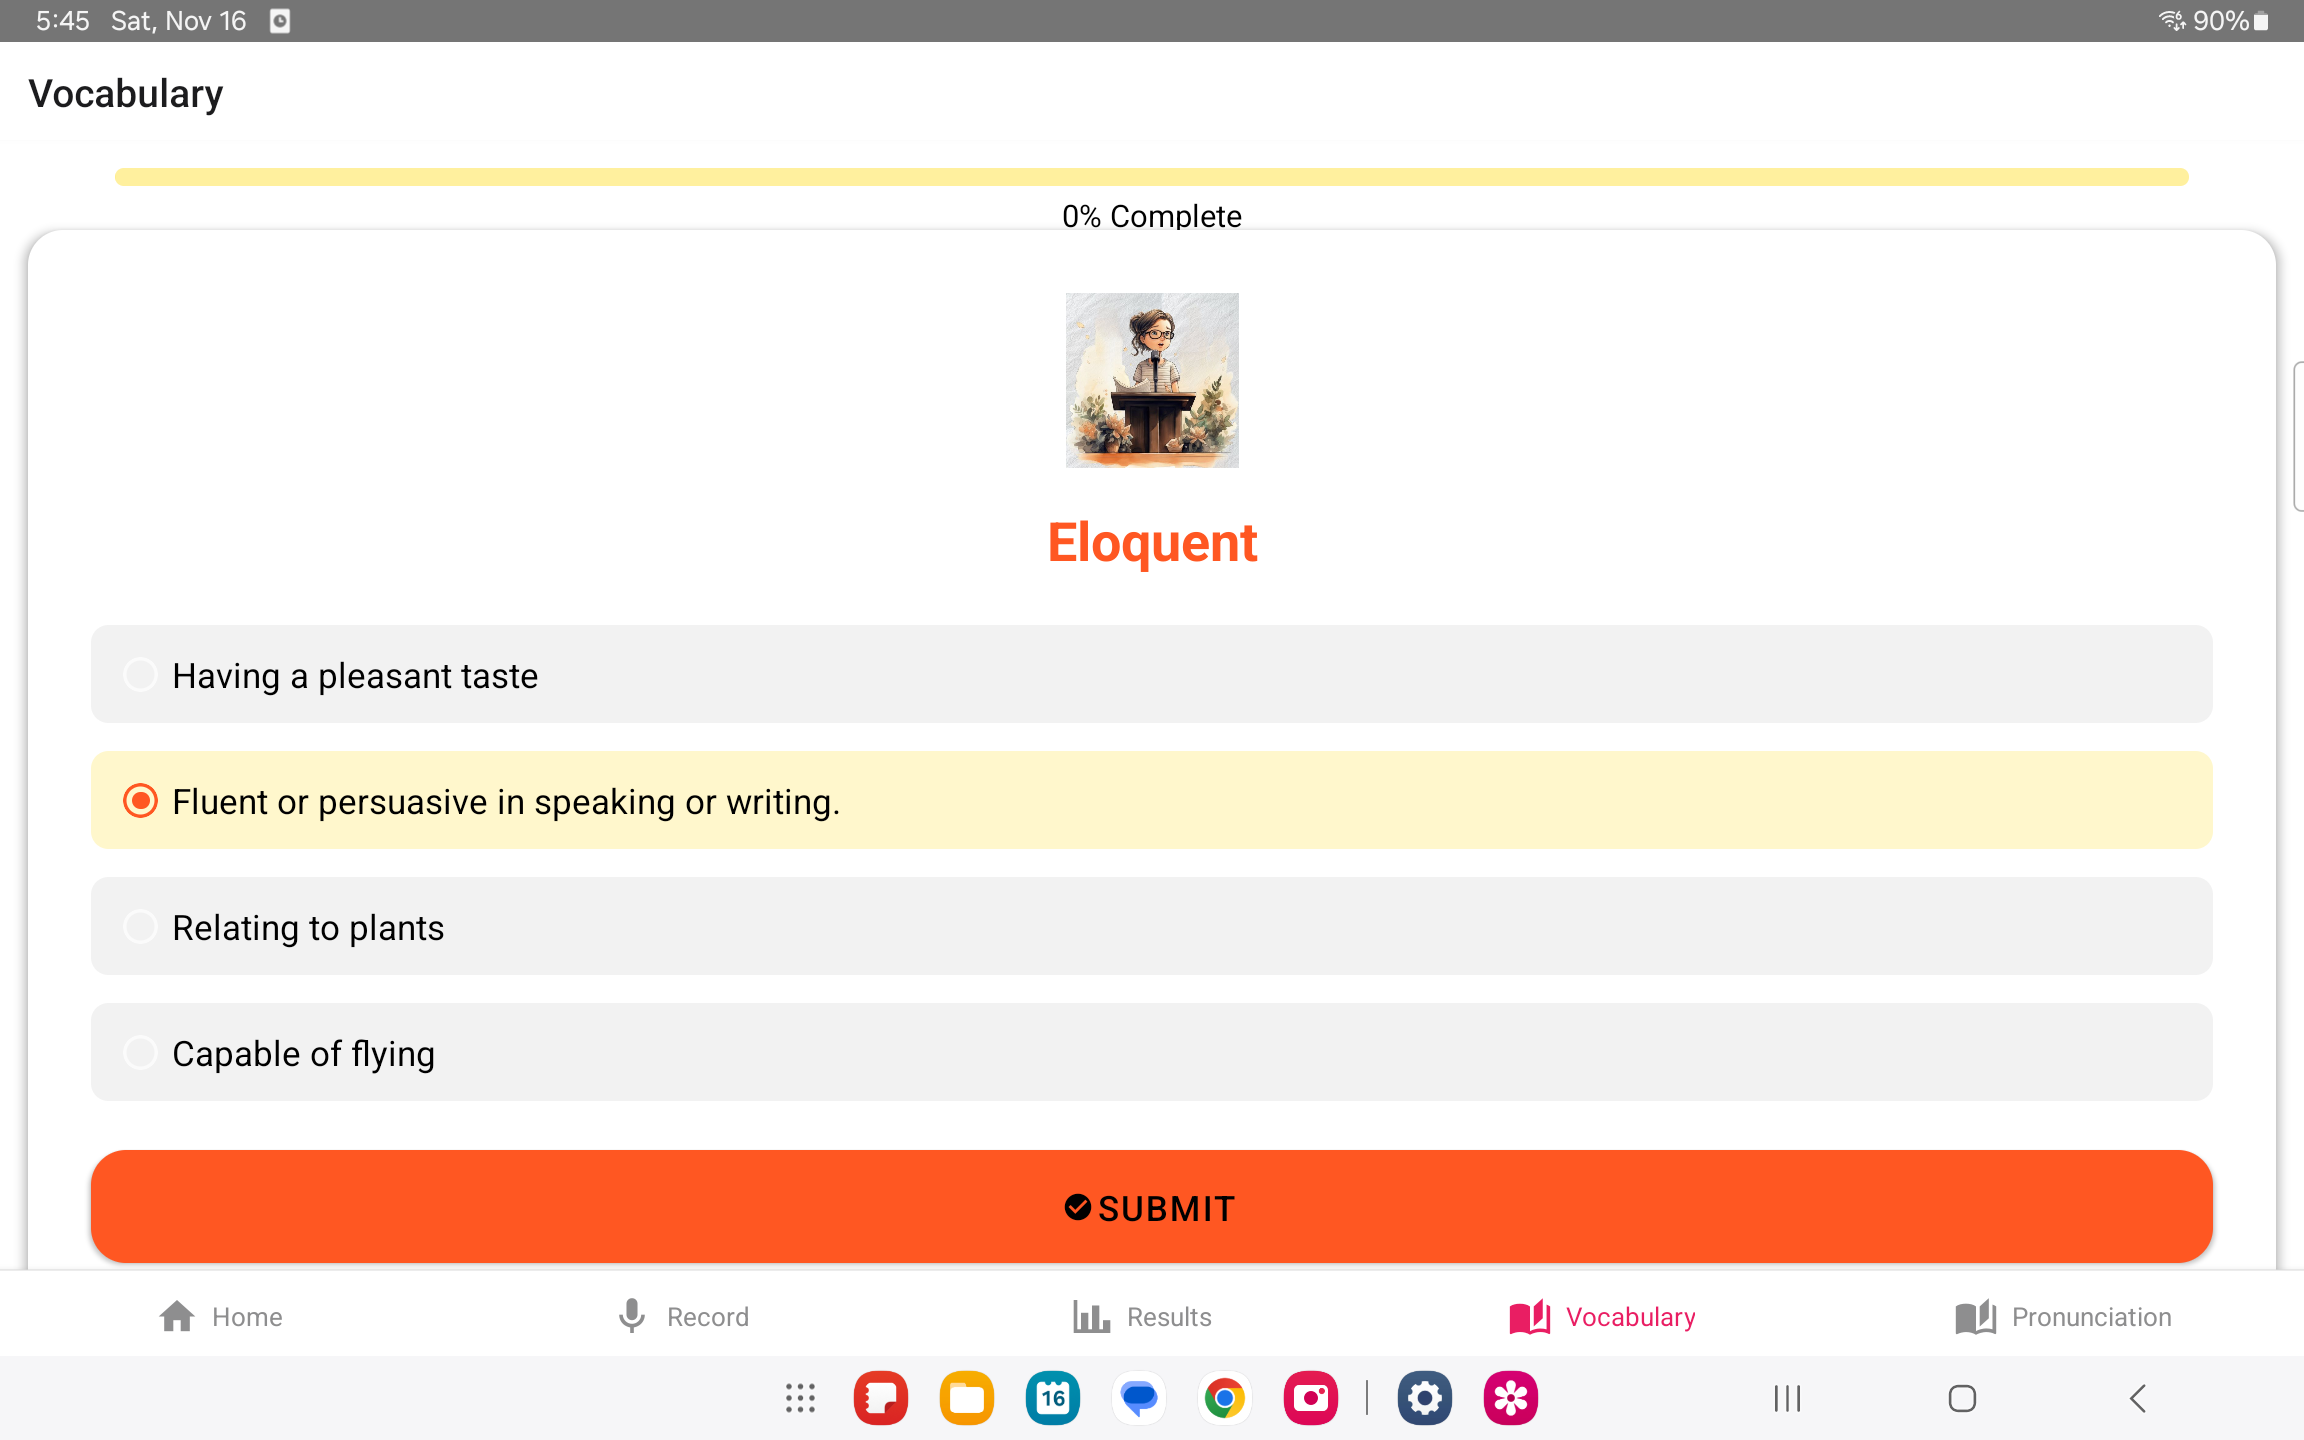 5:45 Sat, Nov 16 90%
Vocabulary
0% Complete
Eloquent
Having a pleasant taste
Fluent or persuasive in speaking or writing.
Relating to plants
Capable of flying
SUBMIT
Home Record Results Vocabulary Pronunciation
16